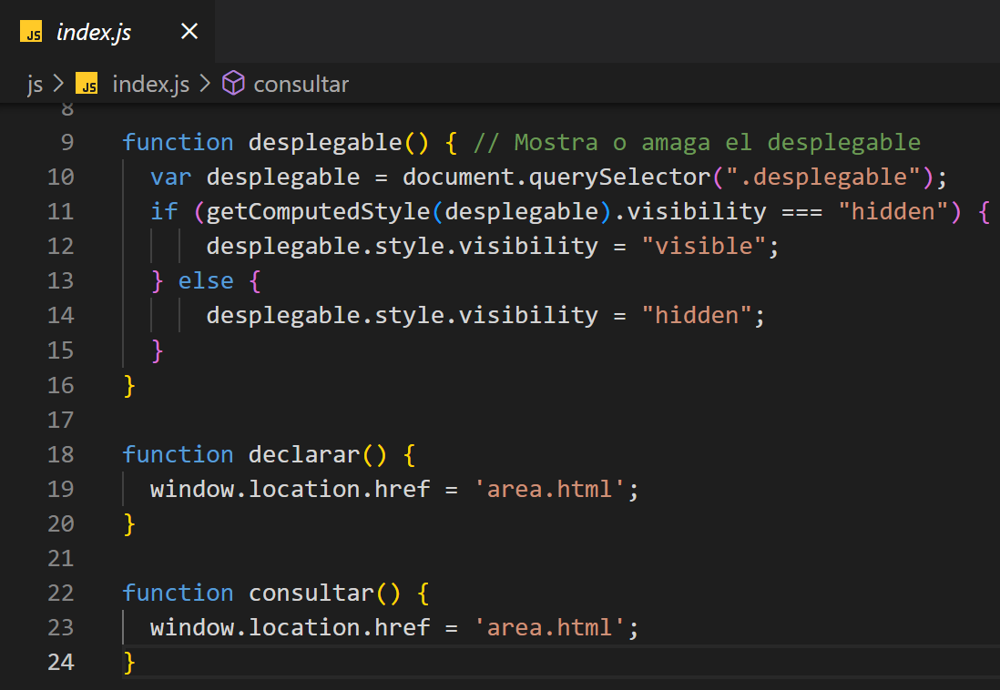 JS index.js ×
js > JS index.js > consultar
8
9 function desplegable() { // Mostra o amaga el desplegable
10 var desplegable = document.querySelector(".desplegable");
11 if (getComputedStyle(desplegable).visibility === "hidden") {
12 desplegable.style.visibility = "visible";
13 } else {
14 desplegable.style.visibility = "hidden";
15 }
16 }
17
18 function declarar() {
19 window.location.href = 'area.html';
20 }
21
22 function consultar() {
23 window.location.href = 'area.html';
24 }